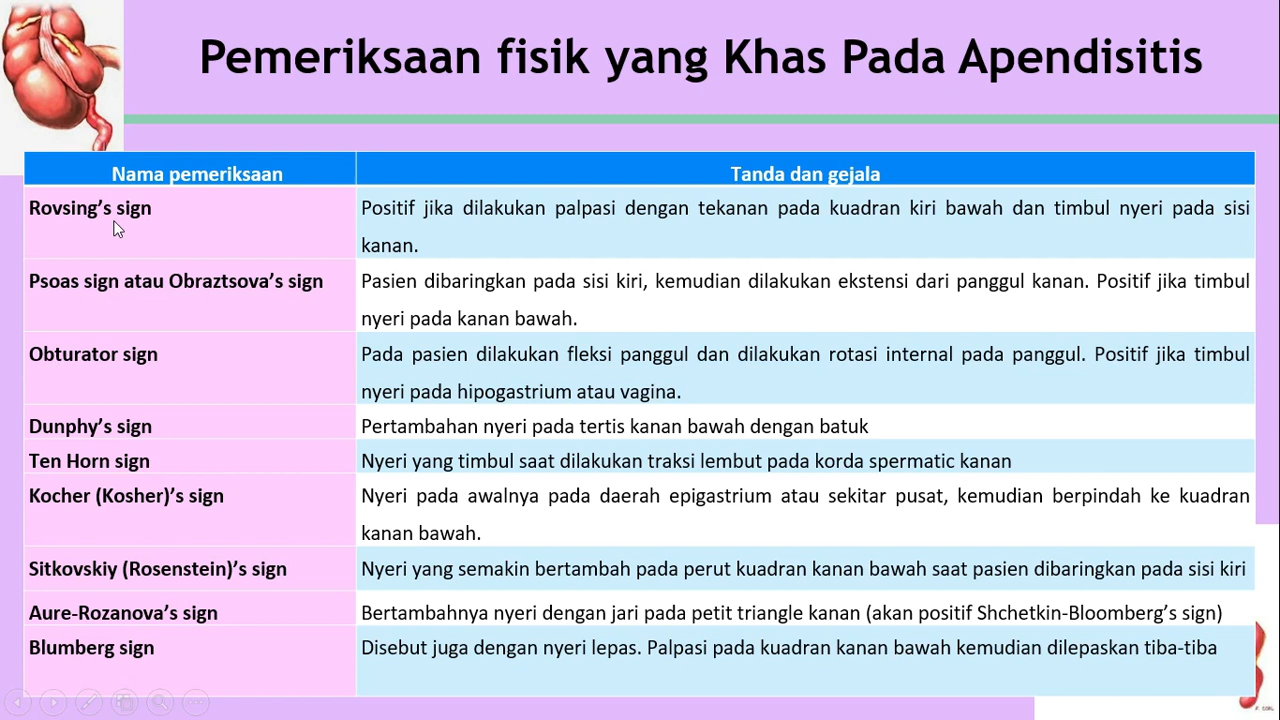 Pemeriksaan fisik yang Khas Pada Apendisitis
Nama pemeriksaan
Tanda dan gejala
Rovsing's sign
Positif jika dilakukan palpasi dengan tekanan pada kuadran kiri bawah dan timbul nyeri pada sisi
kanan.
Psoas sign atau Obraztsova's sign
Pasien dibaringkan pada sisi kiri, kemudian dilakukan ekstensi dari panggul kanan. Positif jika timbul
nyeri pada kanan bawah.
Obturator sign
Pada pasien dilakukan fleksi panggul dan dilakukan rotasi internal pada panggul. Positif jika timbul
nyeri pada hipogastrium atau vagina.
Dunphy's sign
Pertambahan nyeri pada tertis kanan bawah dengan batuk
Ten Horn sign
Nyeri yang timbul saat dilakukan traksi lembut pada korda spermatic kanan
Kocher (Kosher)'s sign
Nyeri pada awalnya pada daerah epigastrium atau sekitar pusat, kemudian berpindah ke kuadran
kanan bawah.
Sitkovskiy (Rosenstein)'s sign
Nyeri yang semakin bertambah pada perut kuadran kanan bawah saat pasien dibaringkan pada sisi kiri
Aure-Rozanova's sign
Bertambahnya nyeri dengan jari pada petit triangle kanan (akan positif Shchetkin-Bloomberg's sign)
Blumberg sign
Disebut juga dengan nyeri lepas. Palpasi pada kuadran kanan bawah kemudian dilepaskan tiba-tiba